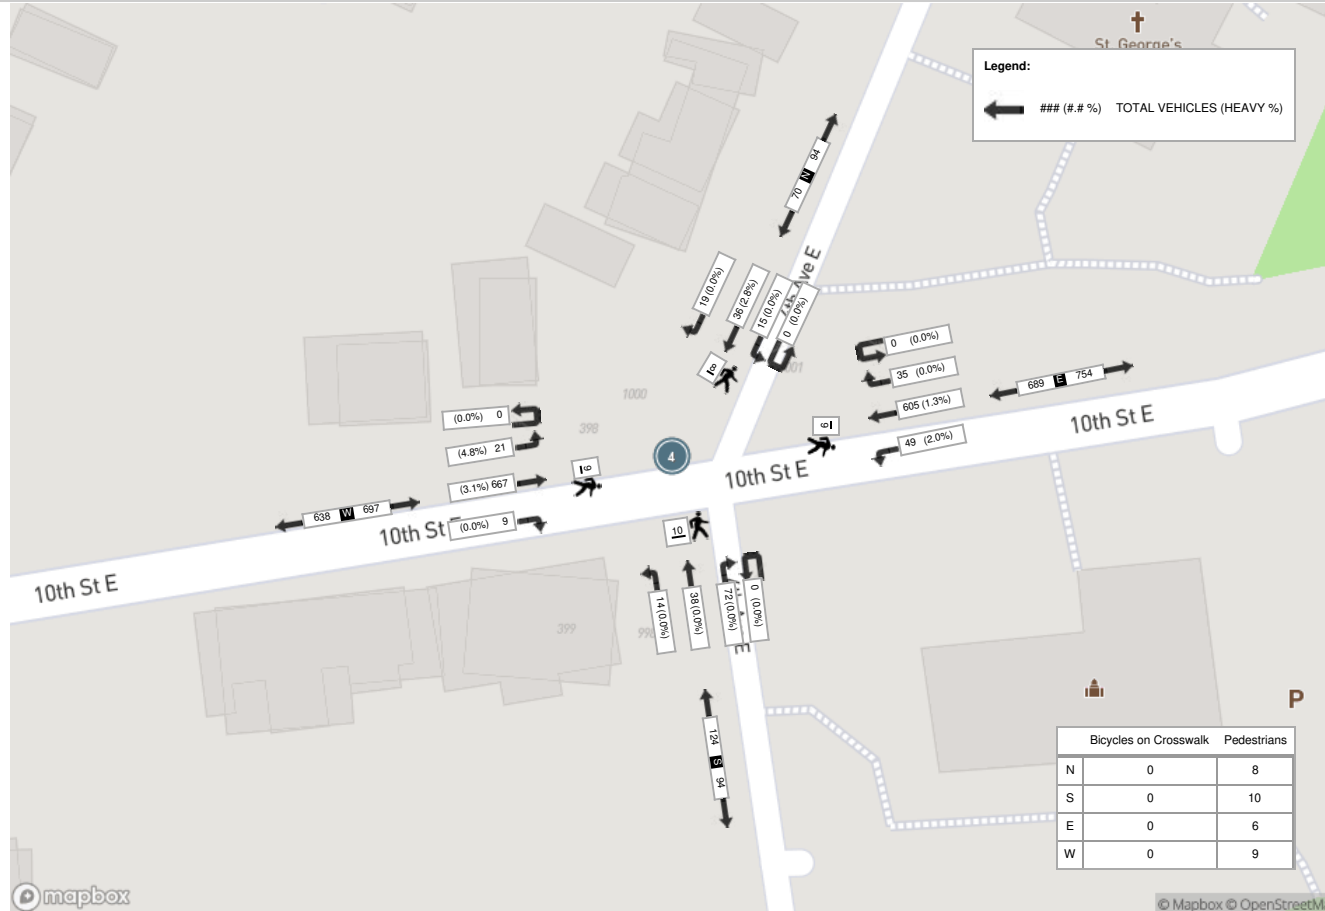 St. George's
Legend:
### (#.# %) TOTAL VEHICLES (HEAVY %)
94
N
70
19 (0.0%)
36 (2.8%)
15 (0.0%)
0 (0.0%)
Ave E
8
1000
398
0 (0.0%)
35 (0.0%)
605 (1.3%)
49 (2.0%)
689 E 754
10th St E
6
4
10th St E
(0.0%) 0
(4.8%) 21
(3.1%) 667
(0.0%) 9
9
638 W 697
10th St
10th St E
10
14 (0.0%)
38 (0.0%)
72 (0.0%)
0 (0.0%)
E
399
124
S
94
P
Bicycles on Crosswalk Pedestrians
N 0 8
S 0 10
E 0 6
W 0 9
mapbox
© Mapbox © OpenStreetM